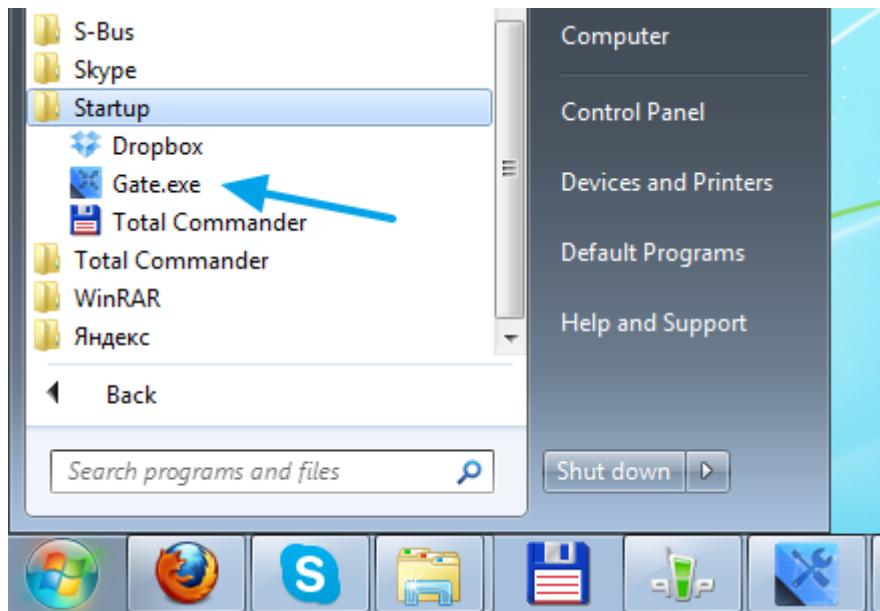 S-Bus
Skype
Startup
Dropbox
Gate.exe
Total Commander
Total Commander
WinRAR
Яндекс
Back
Search programs and files
Computer
Control Panel
Devices and Printers
Default Programs
Help and Support
Shut down